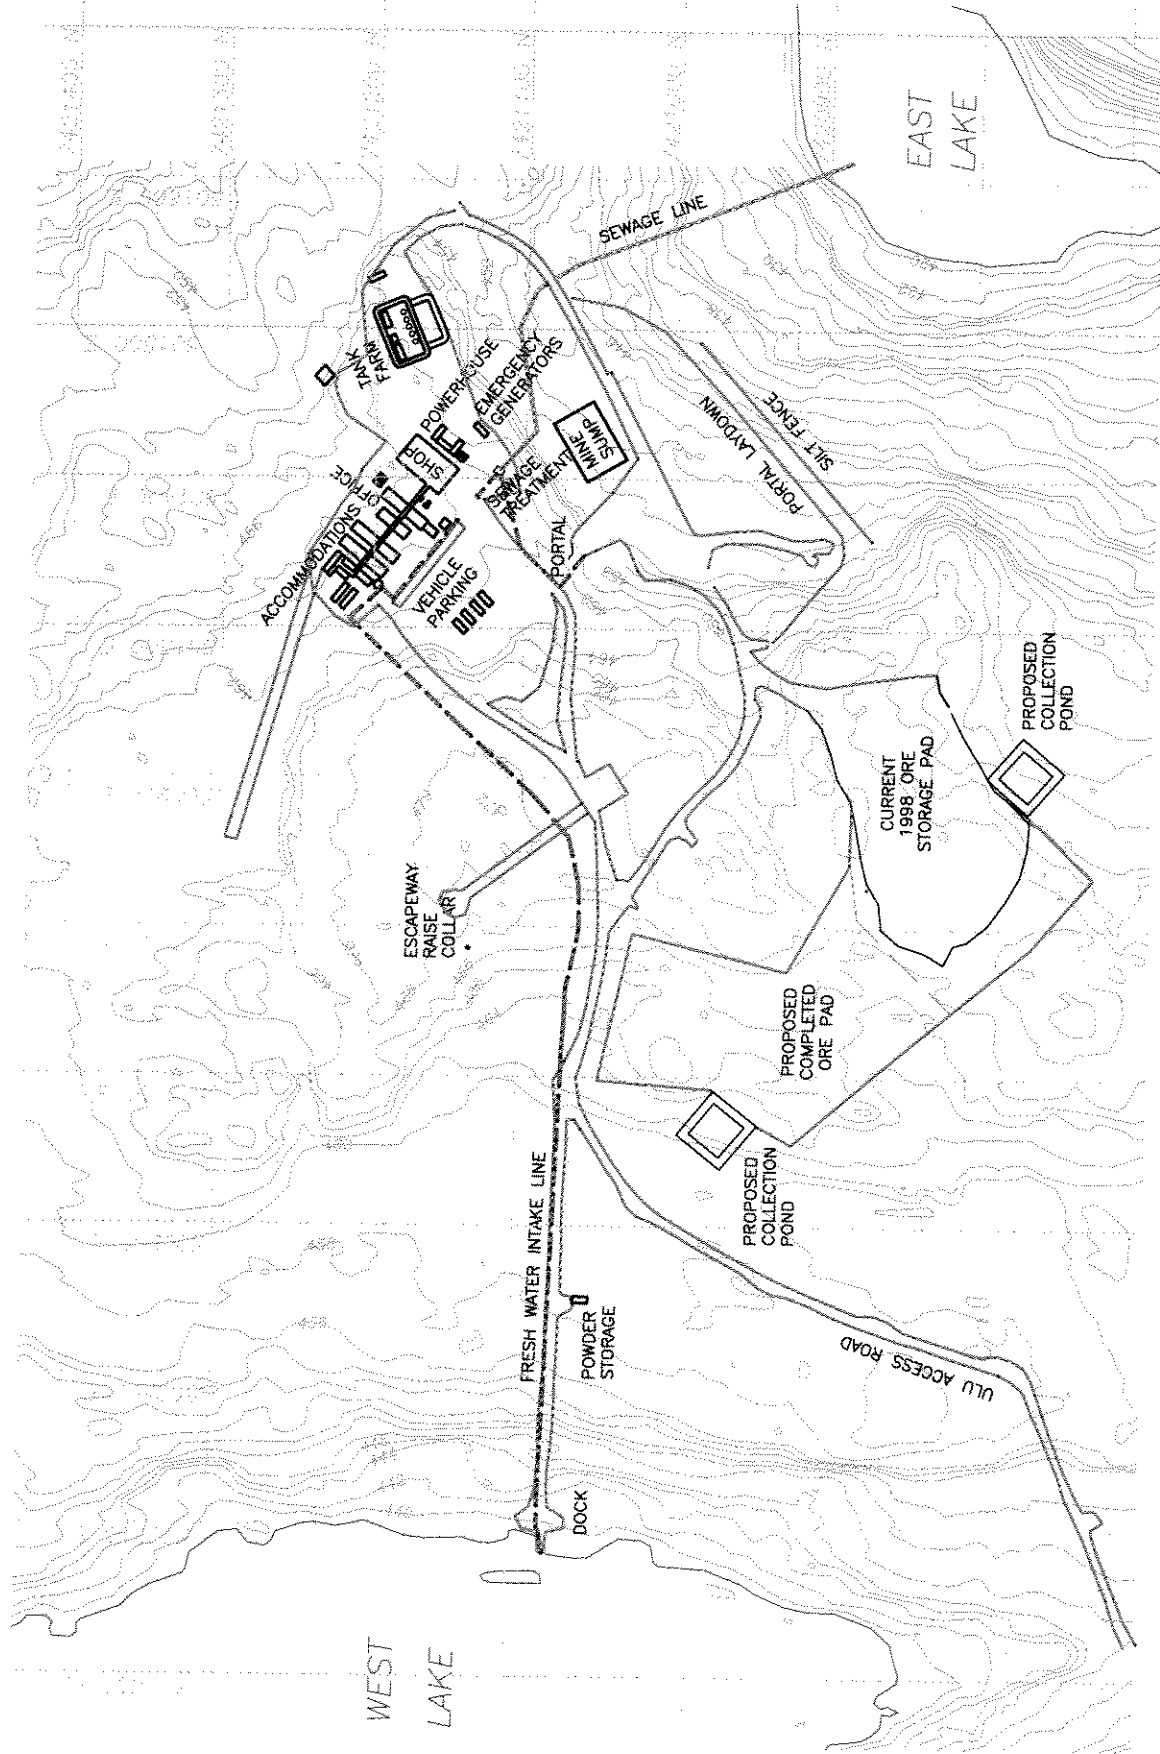 WEST
LAKE
EAST
LAKE
SEWAGE LINE
TANK
FARM
POWERHOUSE
EMERGENCY
GENERATORS
SHOP
OFFICE
ACCOMMODATIONS
SEWAGE
TREATMENT
MINE
SUMP
VEHICLE
PARKING
PORTAL
PORTAL LAYDOWN
SILT FENCE
ESCAPEWAY
RAISE
COLLAR
CURRENT
1998 ORE
STORAGE PAD
PROPOSED
COLLECTION
POND
PROPOSED
COMPLETED
ORE PAD
PROPOSED
COLLECTION
POND
FRESH WATER INTAKE LINE
POWDER
STORAGE
DOCK
ULU ACCESS ROAD